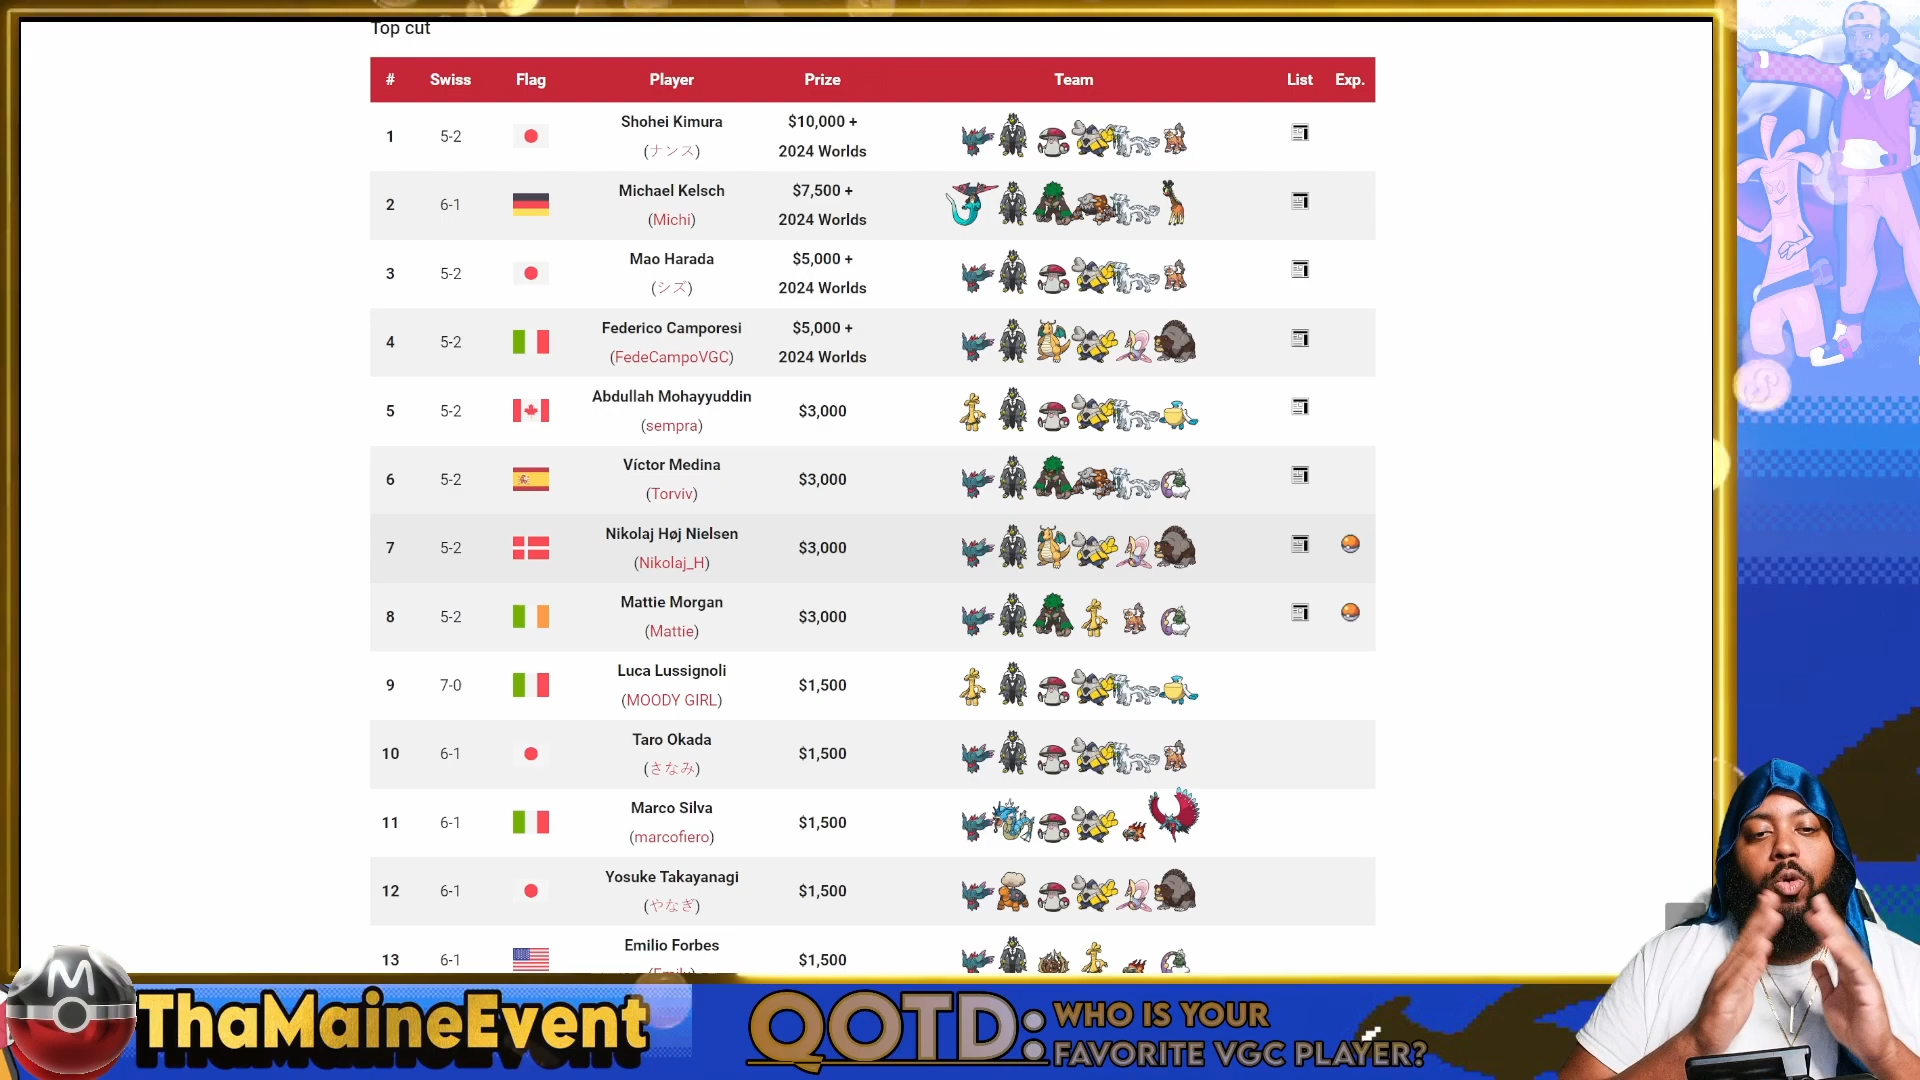 Top cut
# Swiss Flag Player Prize Team List Exp.
1 5-2 Shohei Kimura $10,000 +
(ナンス) 2024 Worlds
2 6-1 Michael Kelsch $7,500 +
(Michi) 2024 Worlds
3 5-2 Mao Harada $5,000 +
(シズ) 2024 Worlds
4 5-2 Federico Camporesi $5,000 +
(FedeCampoVGC) 2024 Worlds
5 5-2 Abdullah Mohayyuddin $3,000
(sempra)
6 5-2 Víctor Medina $3,000
(Torviv)
7 5-2 Nikolaj Høj Nielsen $3,000
(Nikolaj_H)
8 5-2 Mattie Morgan $3,000
(Mattie)
9 7-0 Luca Lussignoli $1,500
(MOODY GIRL)
10 6-1 Taro Okada $1,500
(さなみ)
11 6-1 Marco Silva $1,500
(marcofiero)
12 6-1 Yosuke Takayanagi $1,500
(やなぎ)
13 6-1 Emilio Forbes $1,500
M
ThaMaineEvent
QOTD: WHO IS YOUR
FAVORITE VGC PLAYER?